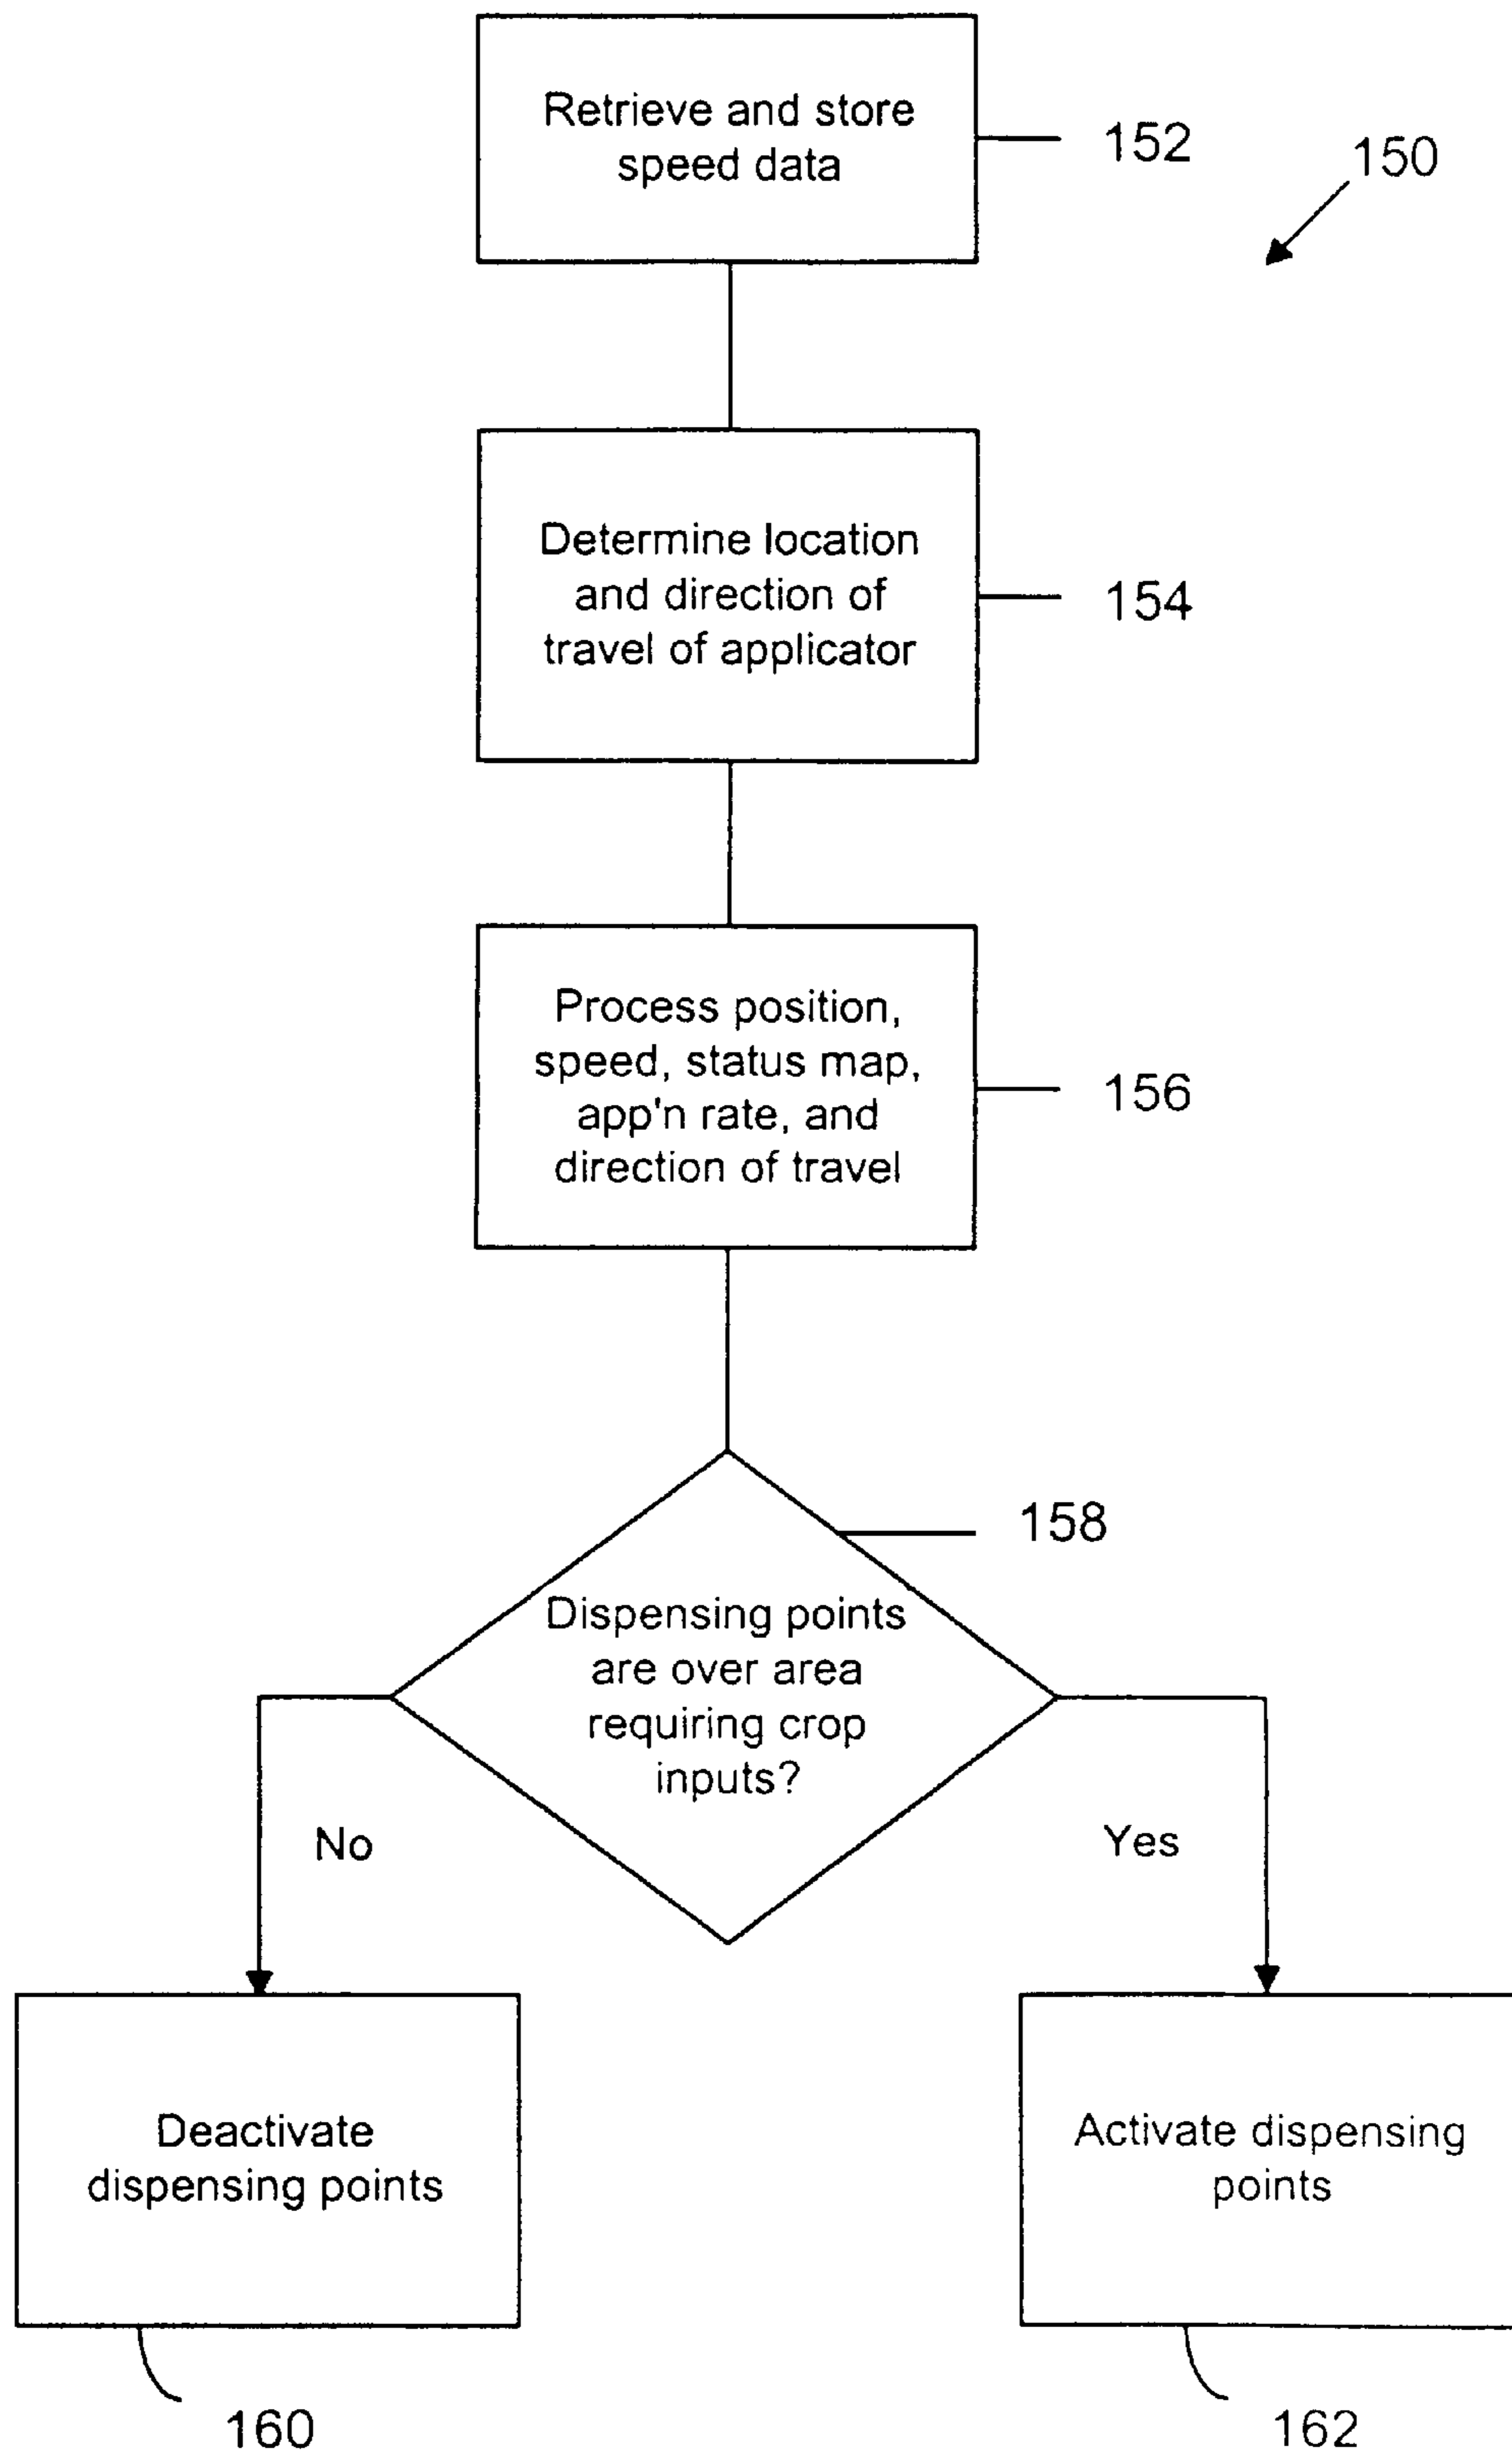 Retrieve and store
speed data
152
150
Determine location
and direction of
travel of applicator
154
Process position,
speed, status map,
app'n rate, and
direction of travel
156
158
Dispensing points
are over area
requiring crop
inputs?
No
Yes
Deactivate
dispensing points
Activate dispensing
points
160
162